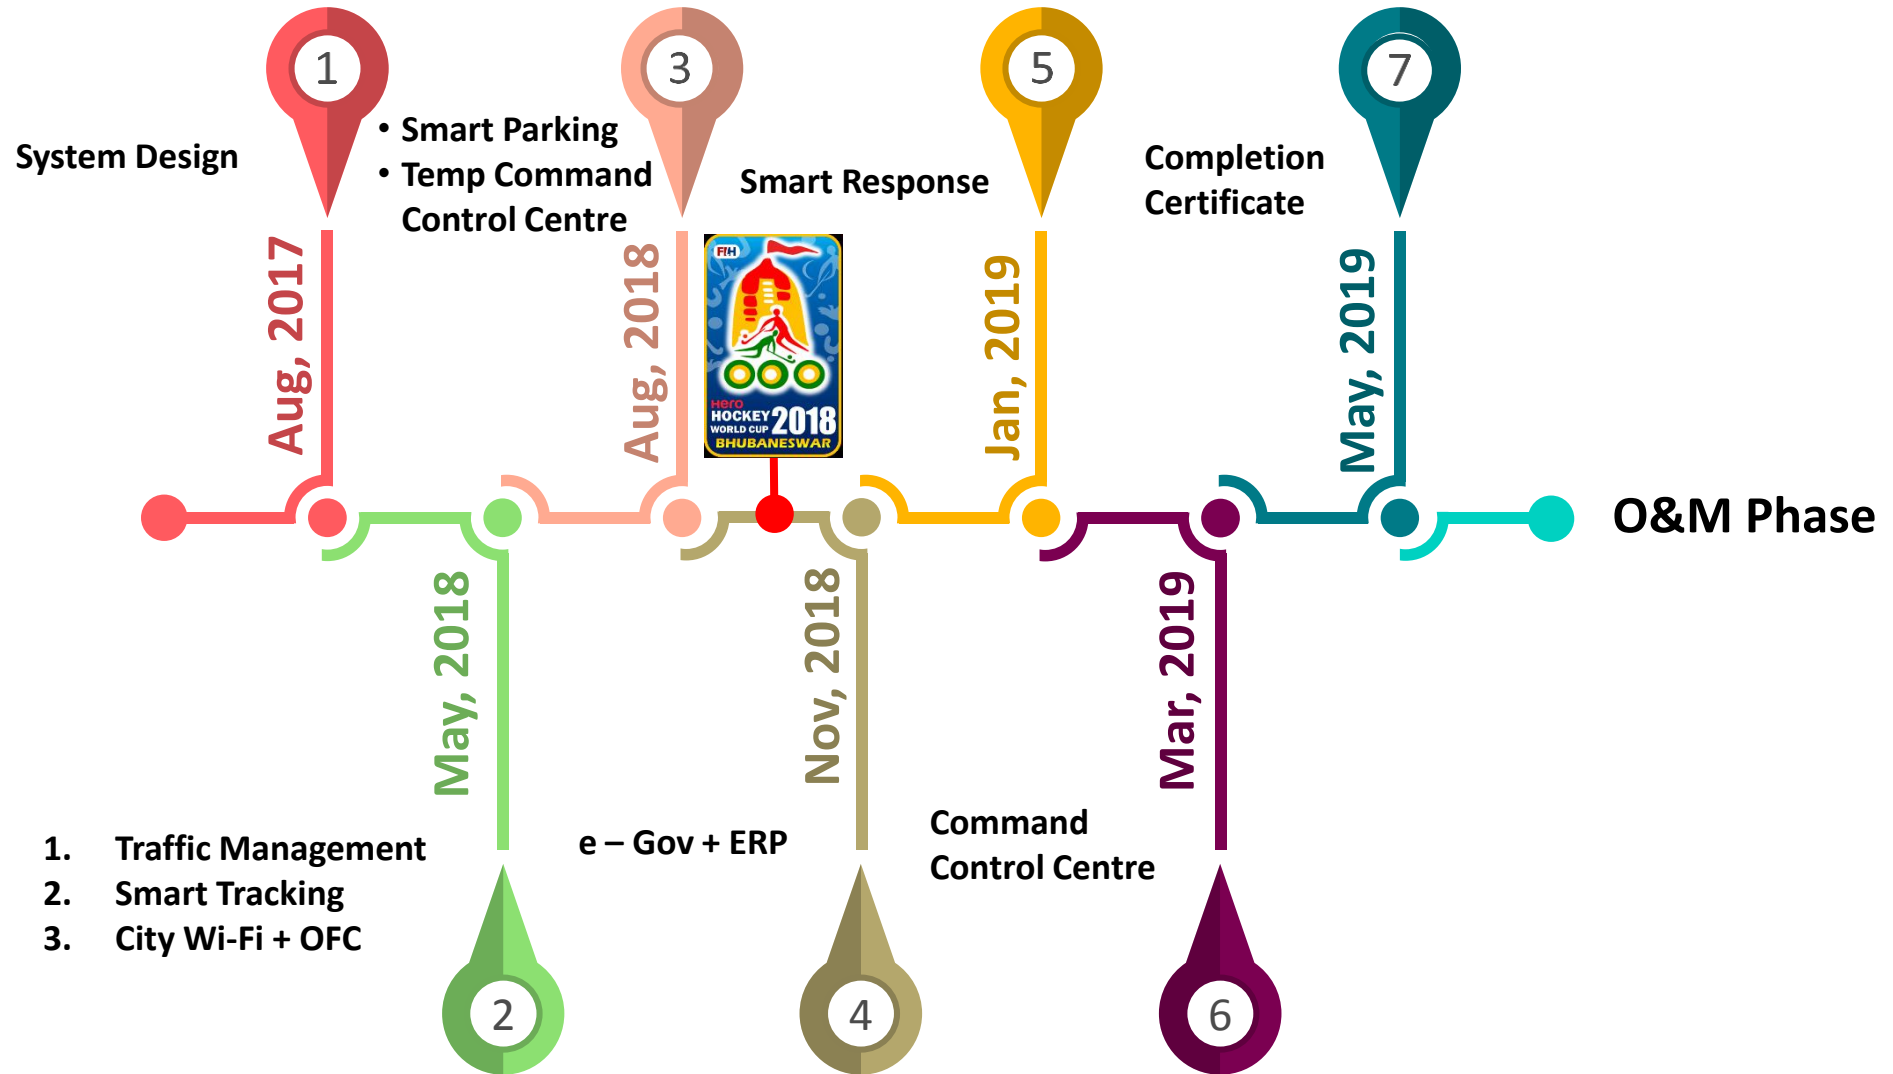 1
3
5
7
System Design
• Smart Parking
• Temp Command
Control Centre
Smart Response
Completion
Certificate
Aug, 2017
Aug, 2018
FIH
Hero
HOCKEY 2018
WORLD CUP
BHUBANESWAR
Jan, 2019
May, 2019
O&M Phase
May, 2018
Nov, 2018
Mar, 2019
1. Traffic Management
2. Smart Tracking
3. City Wi-Fi + OFC
e – Gov + ERP
Command
Control Centre
2
4
6